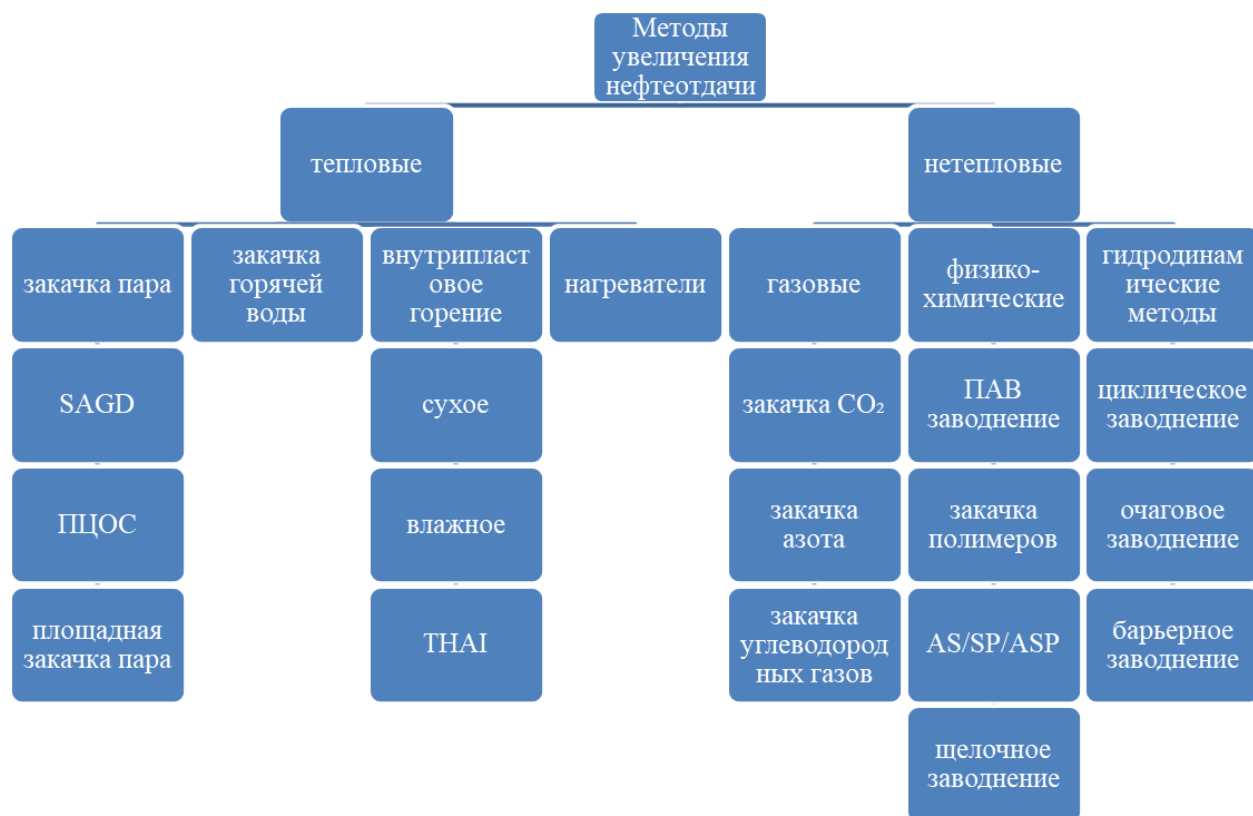 Методы
увеличения
нефтеотдачи
тепловые
нетепловые
закачка пара
закачка
горячей
воды
внутрипласт
овое
горение
нагреватели
газовые
физико-
химические
гидродинам
ические
методы
SAGD
сухое
закачка CO₂
ПАВ
заводнение
циклическое
заводнение
ПЦОС
влажное
закачка
азота
закачка
полимеров
очаговое
заводнение
площадная
закачка пара
THAI
закачка
углеводород
ных газов
AS/SP/ASP
барьерное
заводнение
щелочное
заводнение